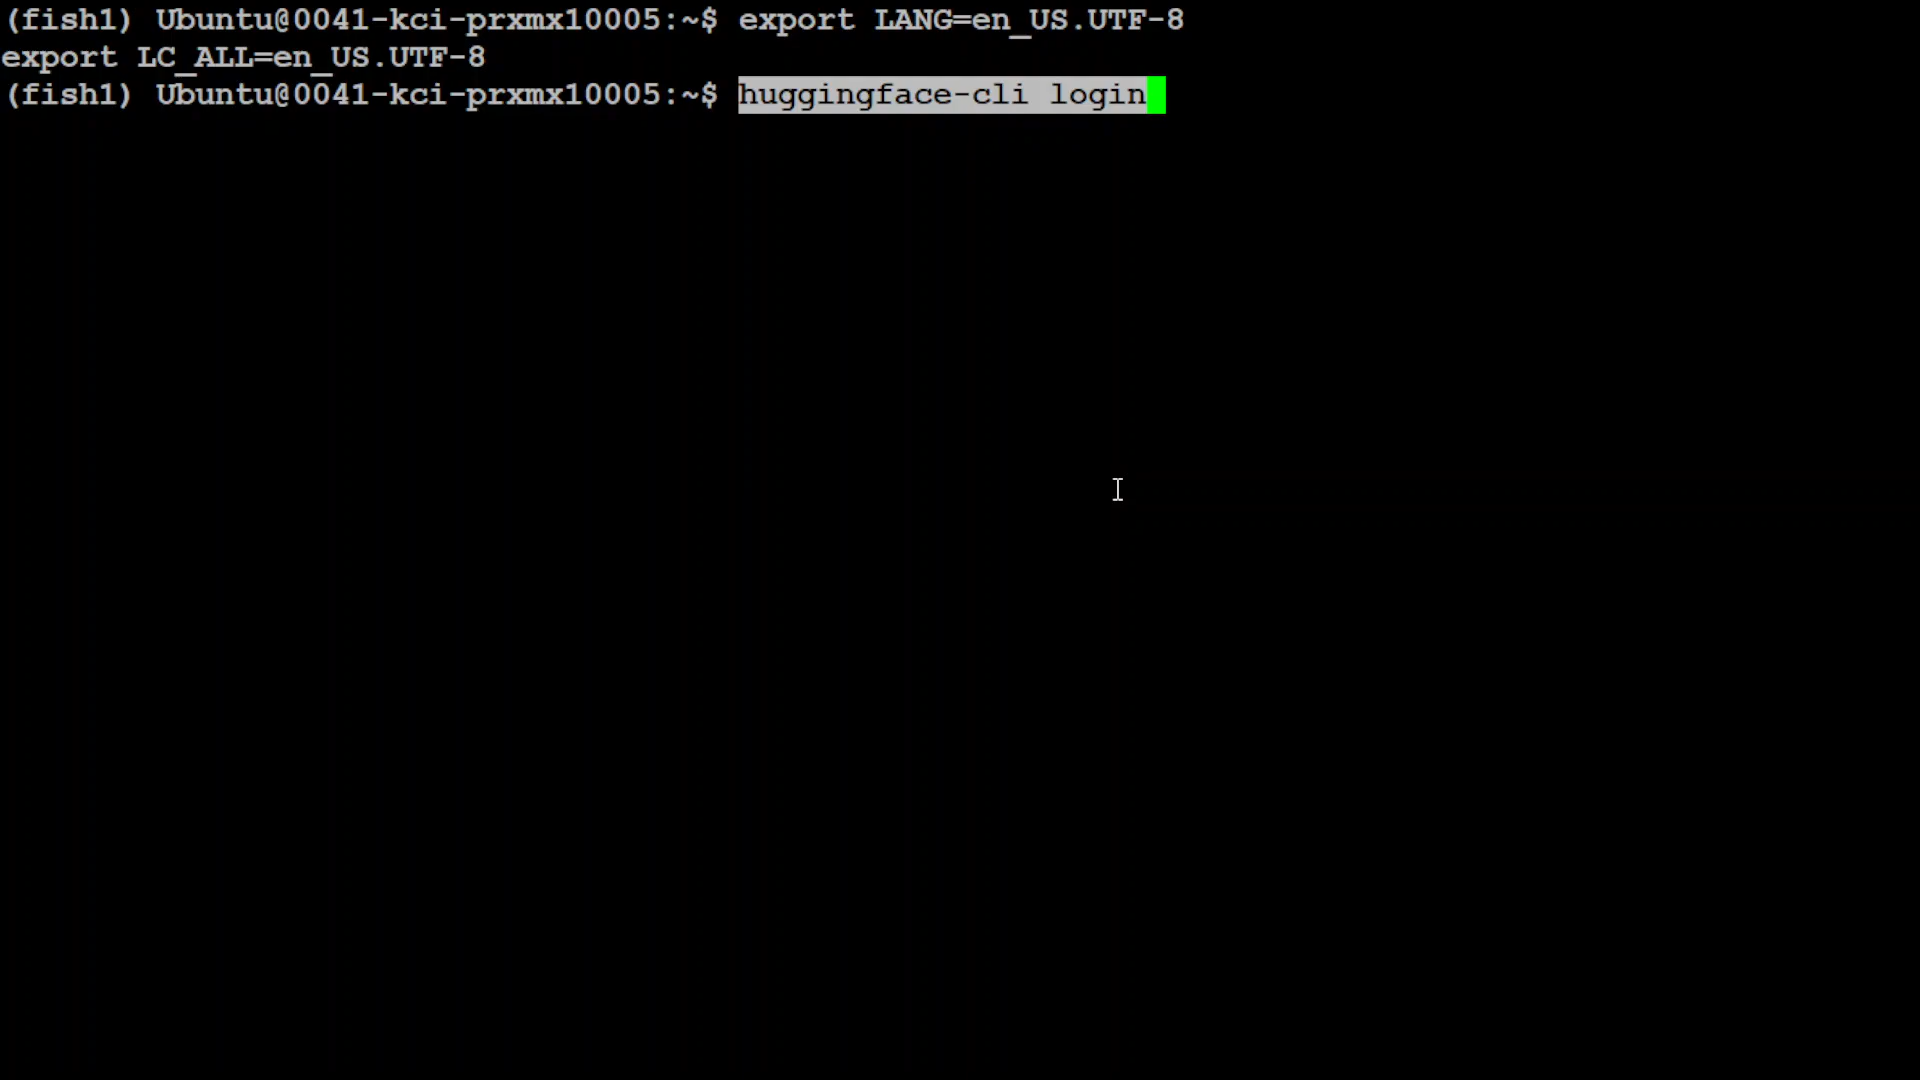 (fish1) Ubuntu@0041-kci-prxmx10005:~$ export LANG=en_US.UTF-8
export LC_ALL=en_US.UTF-8
(fish1) Ubuntu@0041-kci-prxmx10005:~$ huggingface-cli login